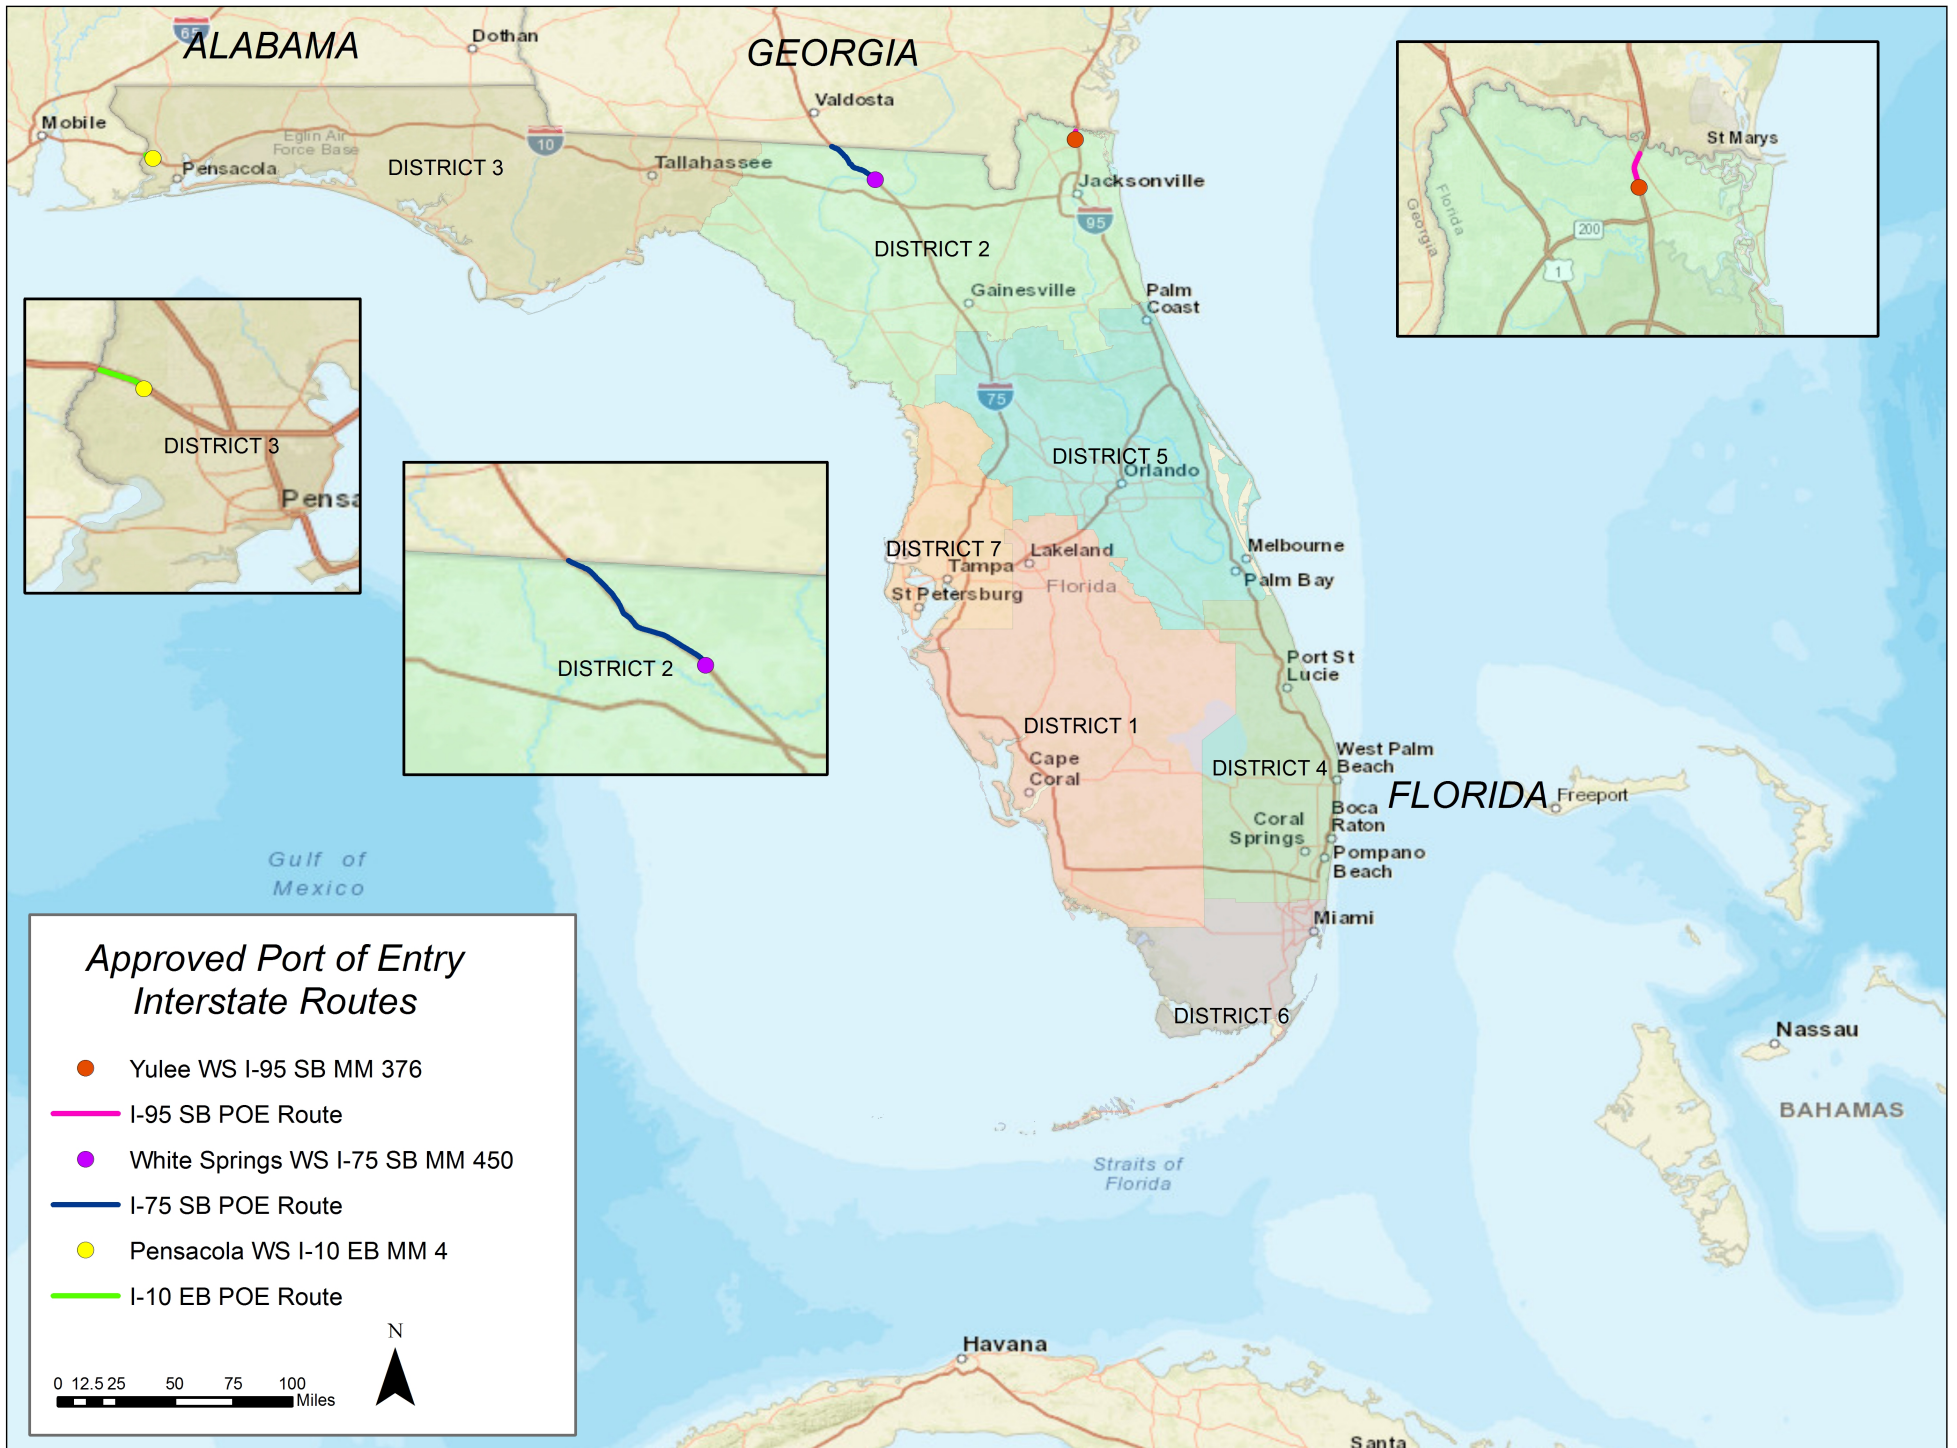 ALABAMA
GEORGIA
65
Dothan
Mobile
Valdosta
Eglin Air
Force Base
10
Pensacola
DISTRICT 3
Tallahassee
Jacksonville
95
DISTRICT 2
Gainesville
Palm
Coast
75
DISTRICT 5
Orlando
DISTRICT 7
Tampa
Lakeland
Florida
St Petersburg
Melbourne
Palm Bay
Port St
Lucie
DISTRICT 1
Cape
Coral
DISTRICT 4
West Palm
Beach
FLORIDA
Freeport
Boca
Raton
Coral
Springs
Pompano
Beach
Miami
DISTRICT 6
Nassau
BAHAMAS
Straits of
Florida
Havana
Santa
Gulf of
Mexico
St Marys
Florida
Georgia
200
1
DISTRICT 3
Pensa
DISTRICT 2
Approved Port of Entry
Interstate Routes
Yulee WS I-95 SB MM 376
I-95 SB POE Route
White Springs WS I-75 SB MM 450
I-75 SB POE Route
Pensacola WS I-10 EB MM 4
I-10 EB POE Route
N
0 12.5 25 50 75 100
Miles